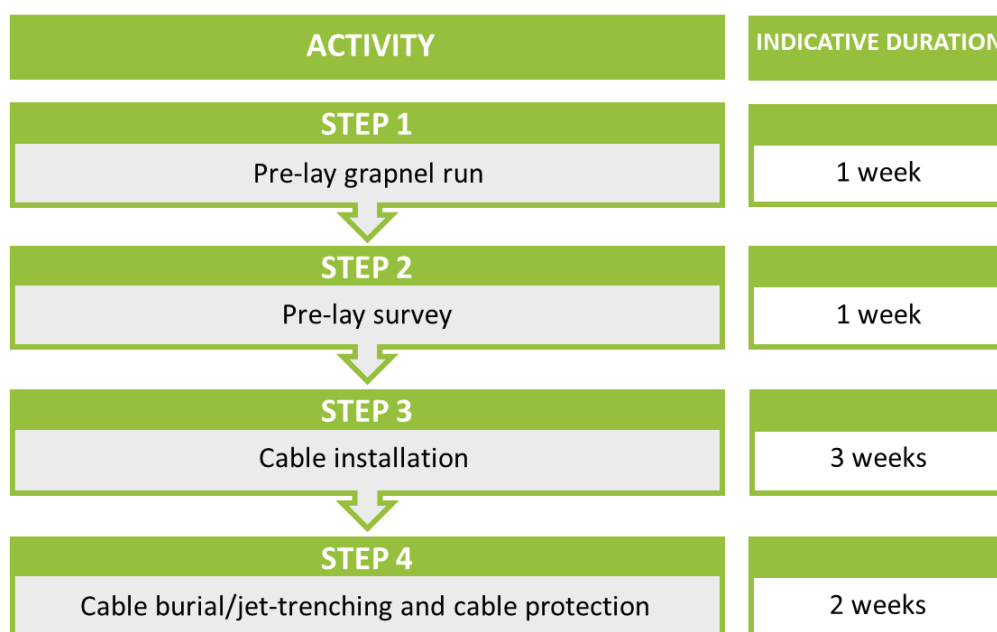 ACTIVITY
INDICATIVE DURATION
STEP 1
Pre-lay grapnel run
1 week
STEP 2
Pre-lay survey
1 week
STEP 3
Cable installation
3 weeks
STEP 4
Cable burial/jet-trenching and cable protection
2 weeks